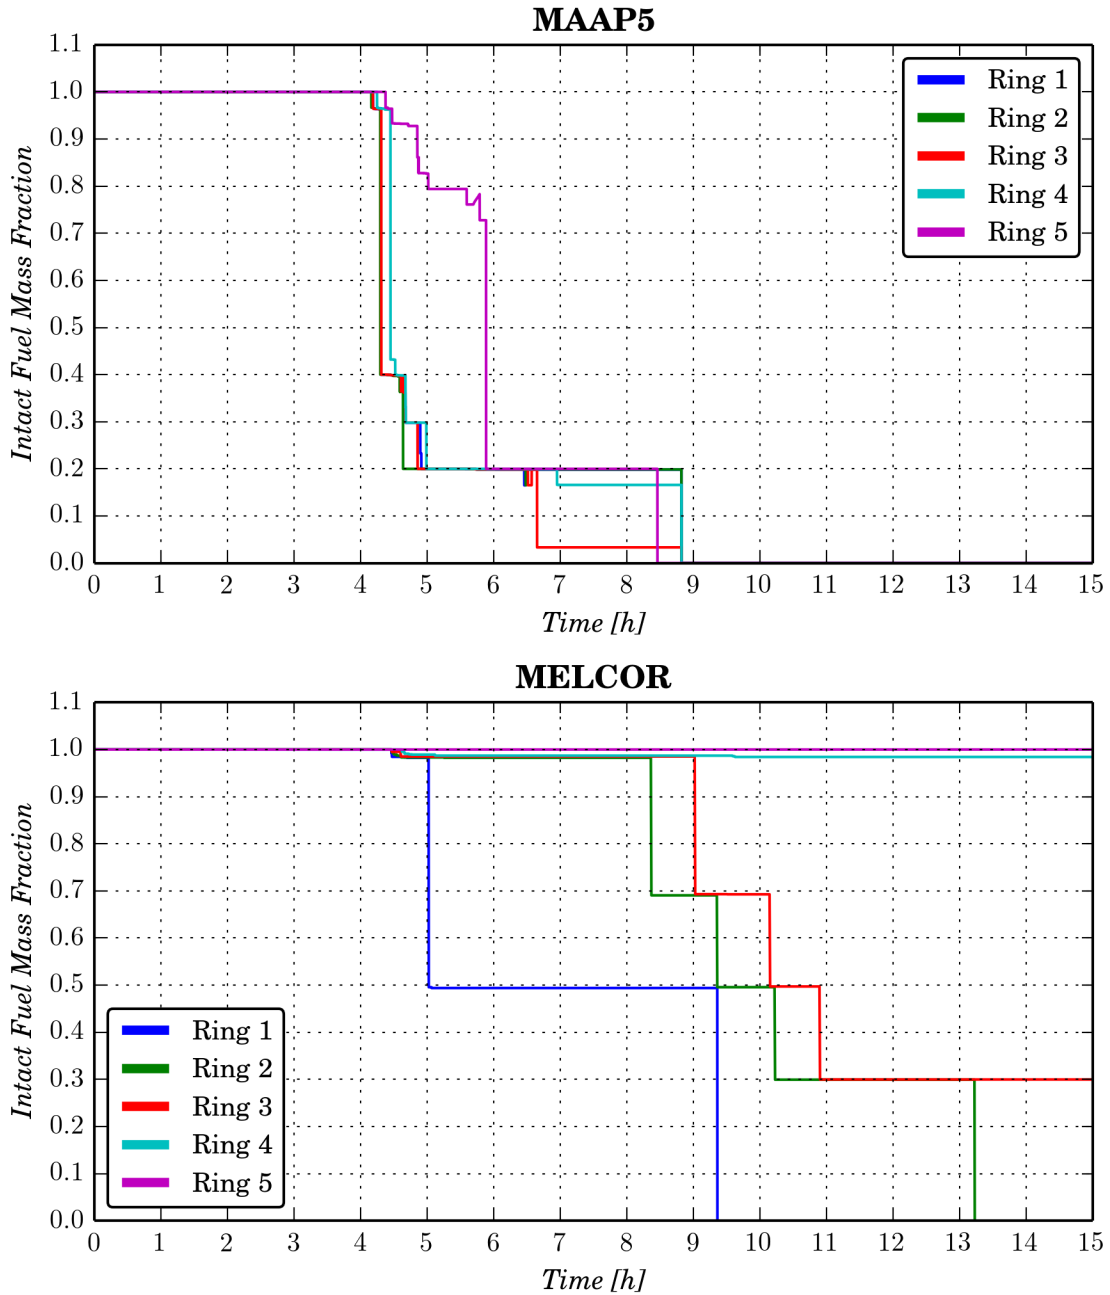 MAAP5
1.1
1.0
0.9
0.8
0.7
0.6
0.5
0.4
0.3
0.2
0.1
0.0
Intact Fuel Mass Fraction
Ring 1
Ring 2
Ring 3
Ring 4
Ring 5
0 1 2 3 4 5 6 7 8 9 10 11 12 13 14 15
Time [h]
MELCOR
1.1
1.0
0.9
0.8
0.7
0.6
0.5
0.4
0.3
0.2
0.1
0.0
Intact Fuel Mass Fraction
Ring 1
Ring 2
Ring 3
Ring 4
Ring 5
0 1 2 3 4 5 6 7 8 9 10 11 12 13 14 15
Time [h]